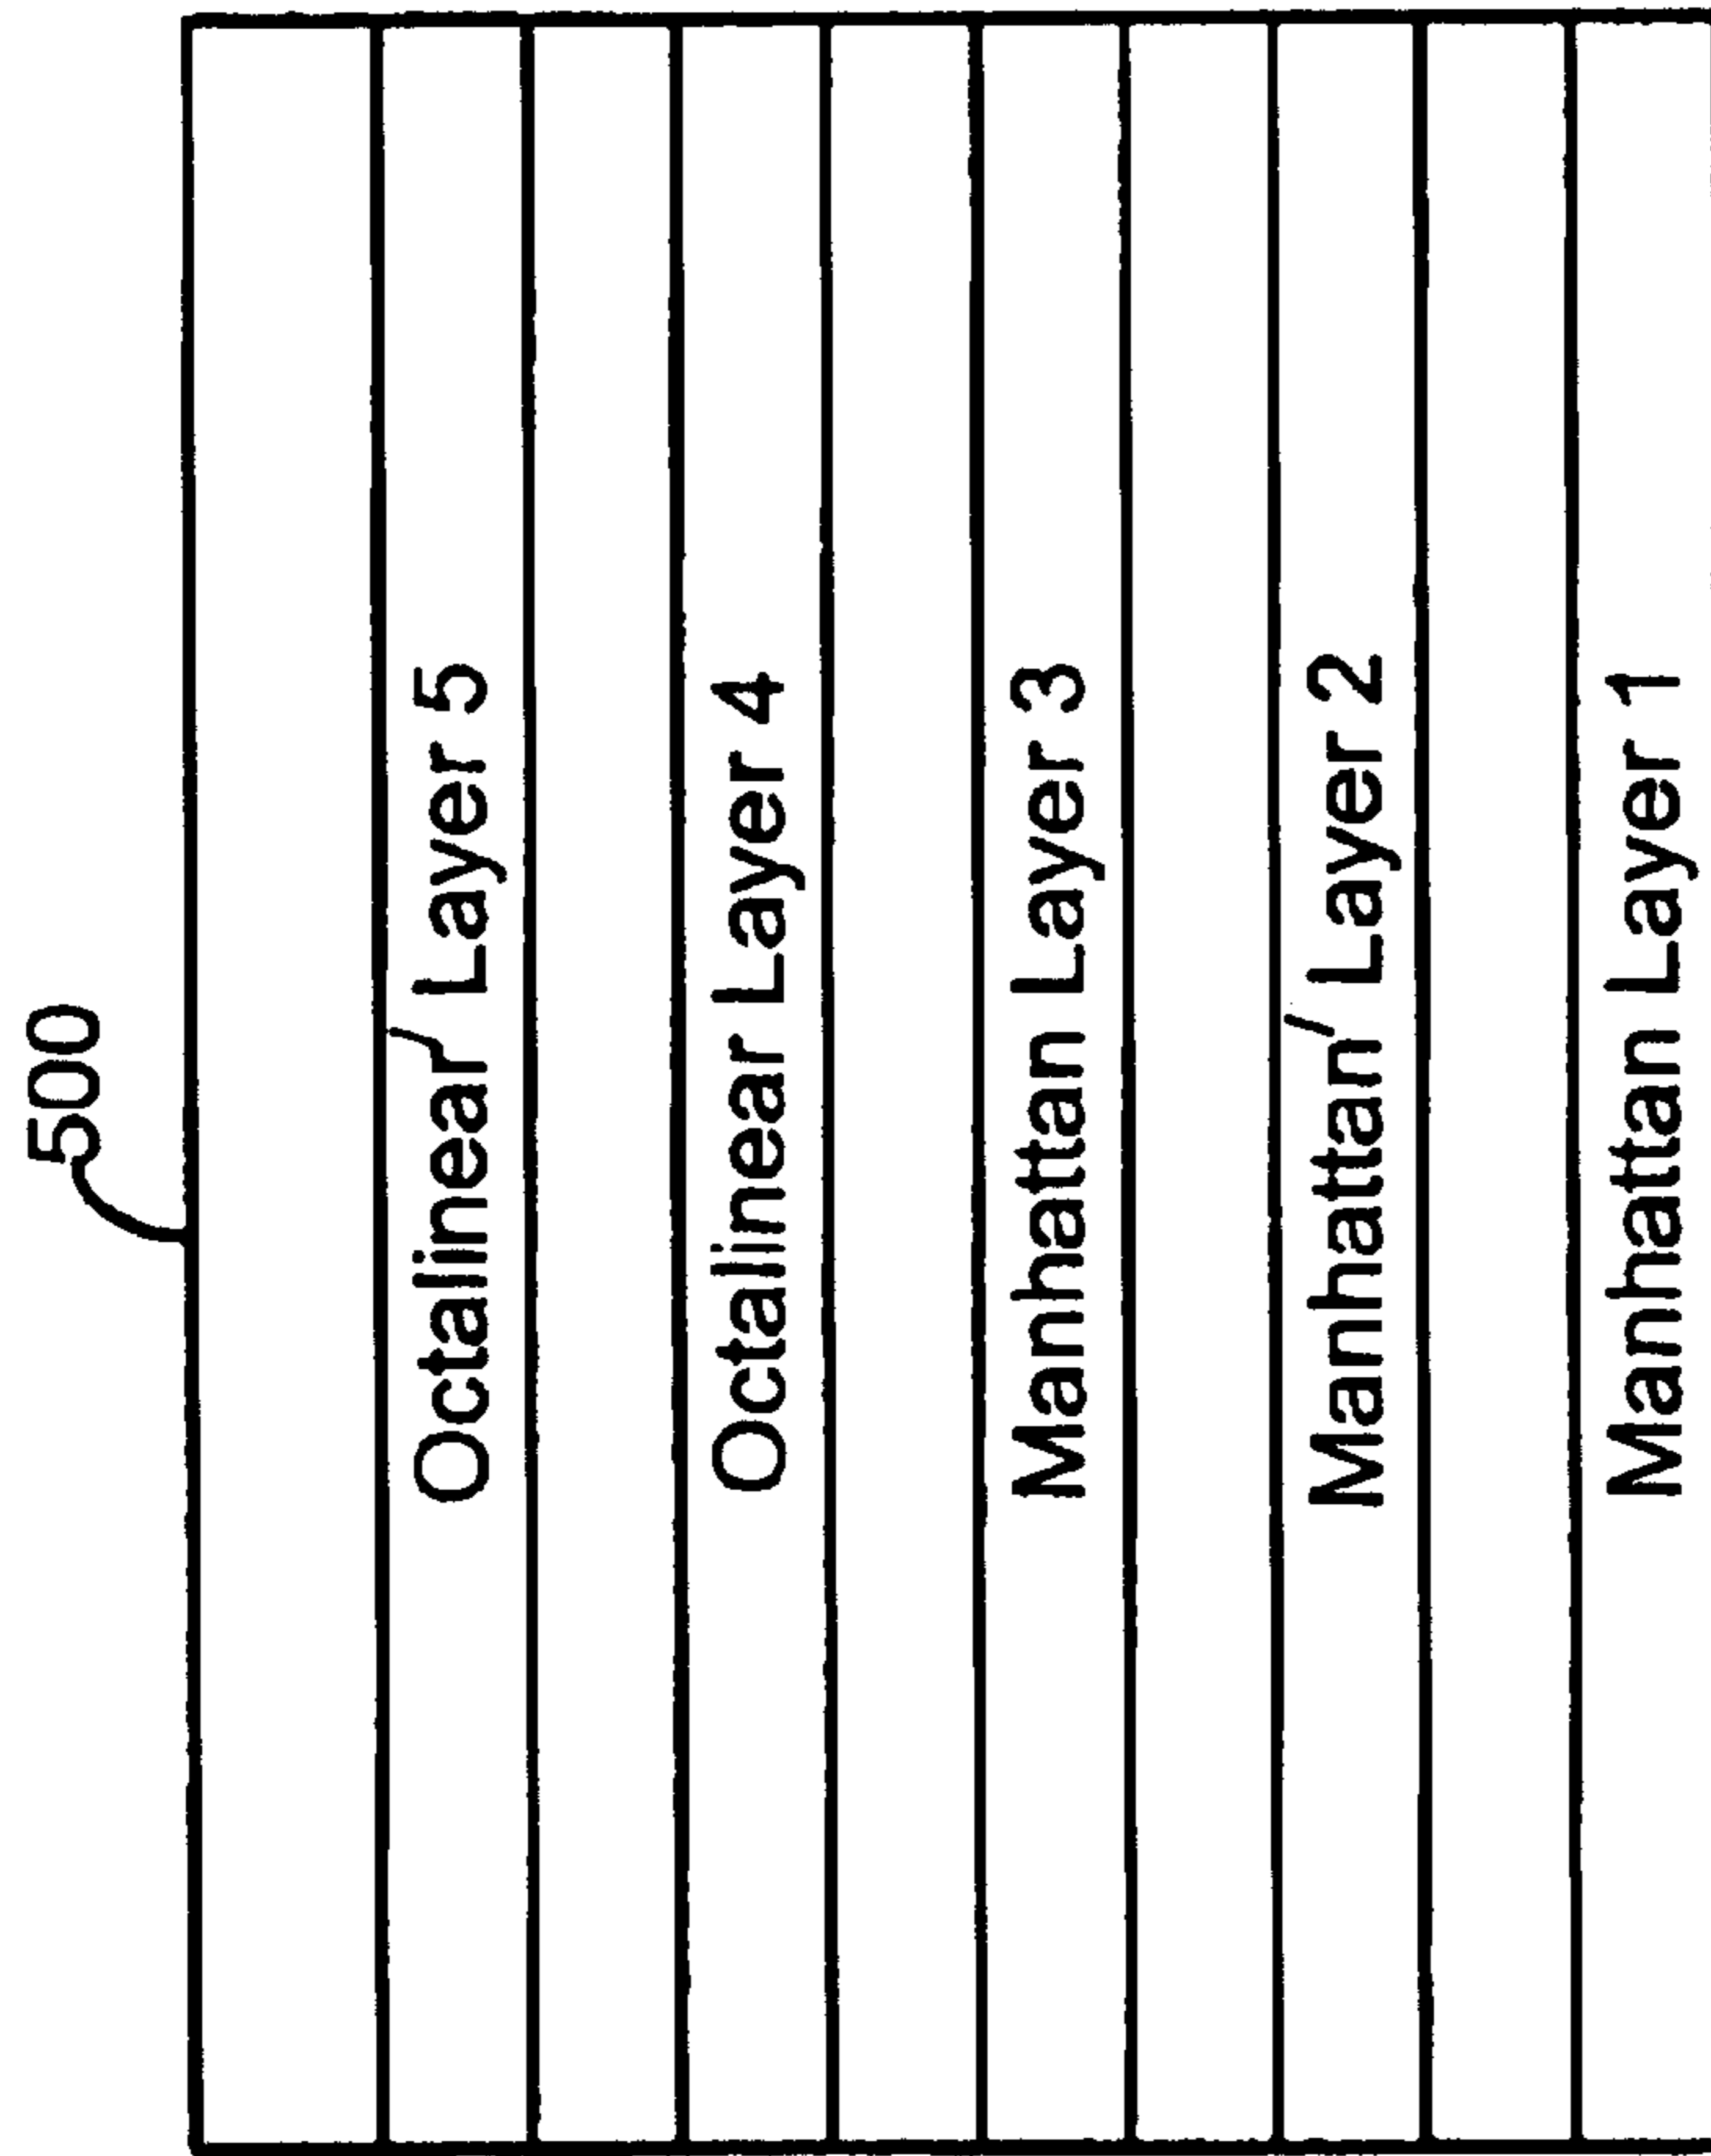 500
Octalinear Layer 5
Octalinear Layer 4
Manhattan Layer 3
Manhattan Layer 2
Manhattan Layer 1